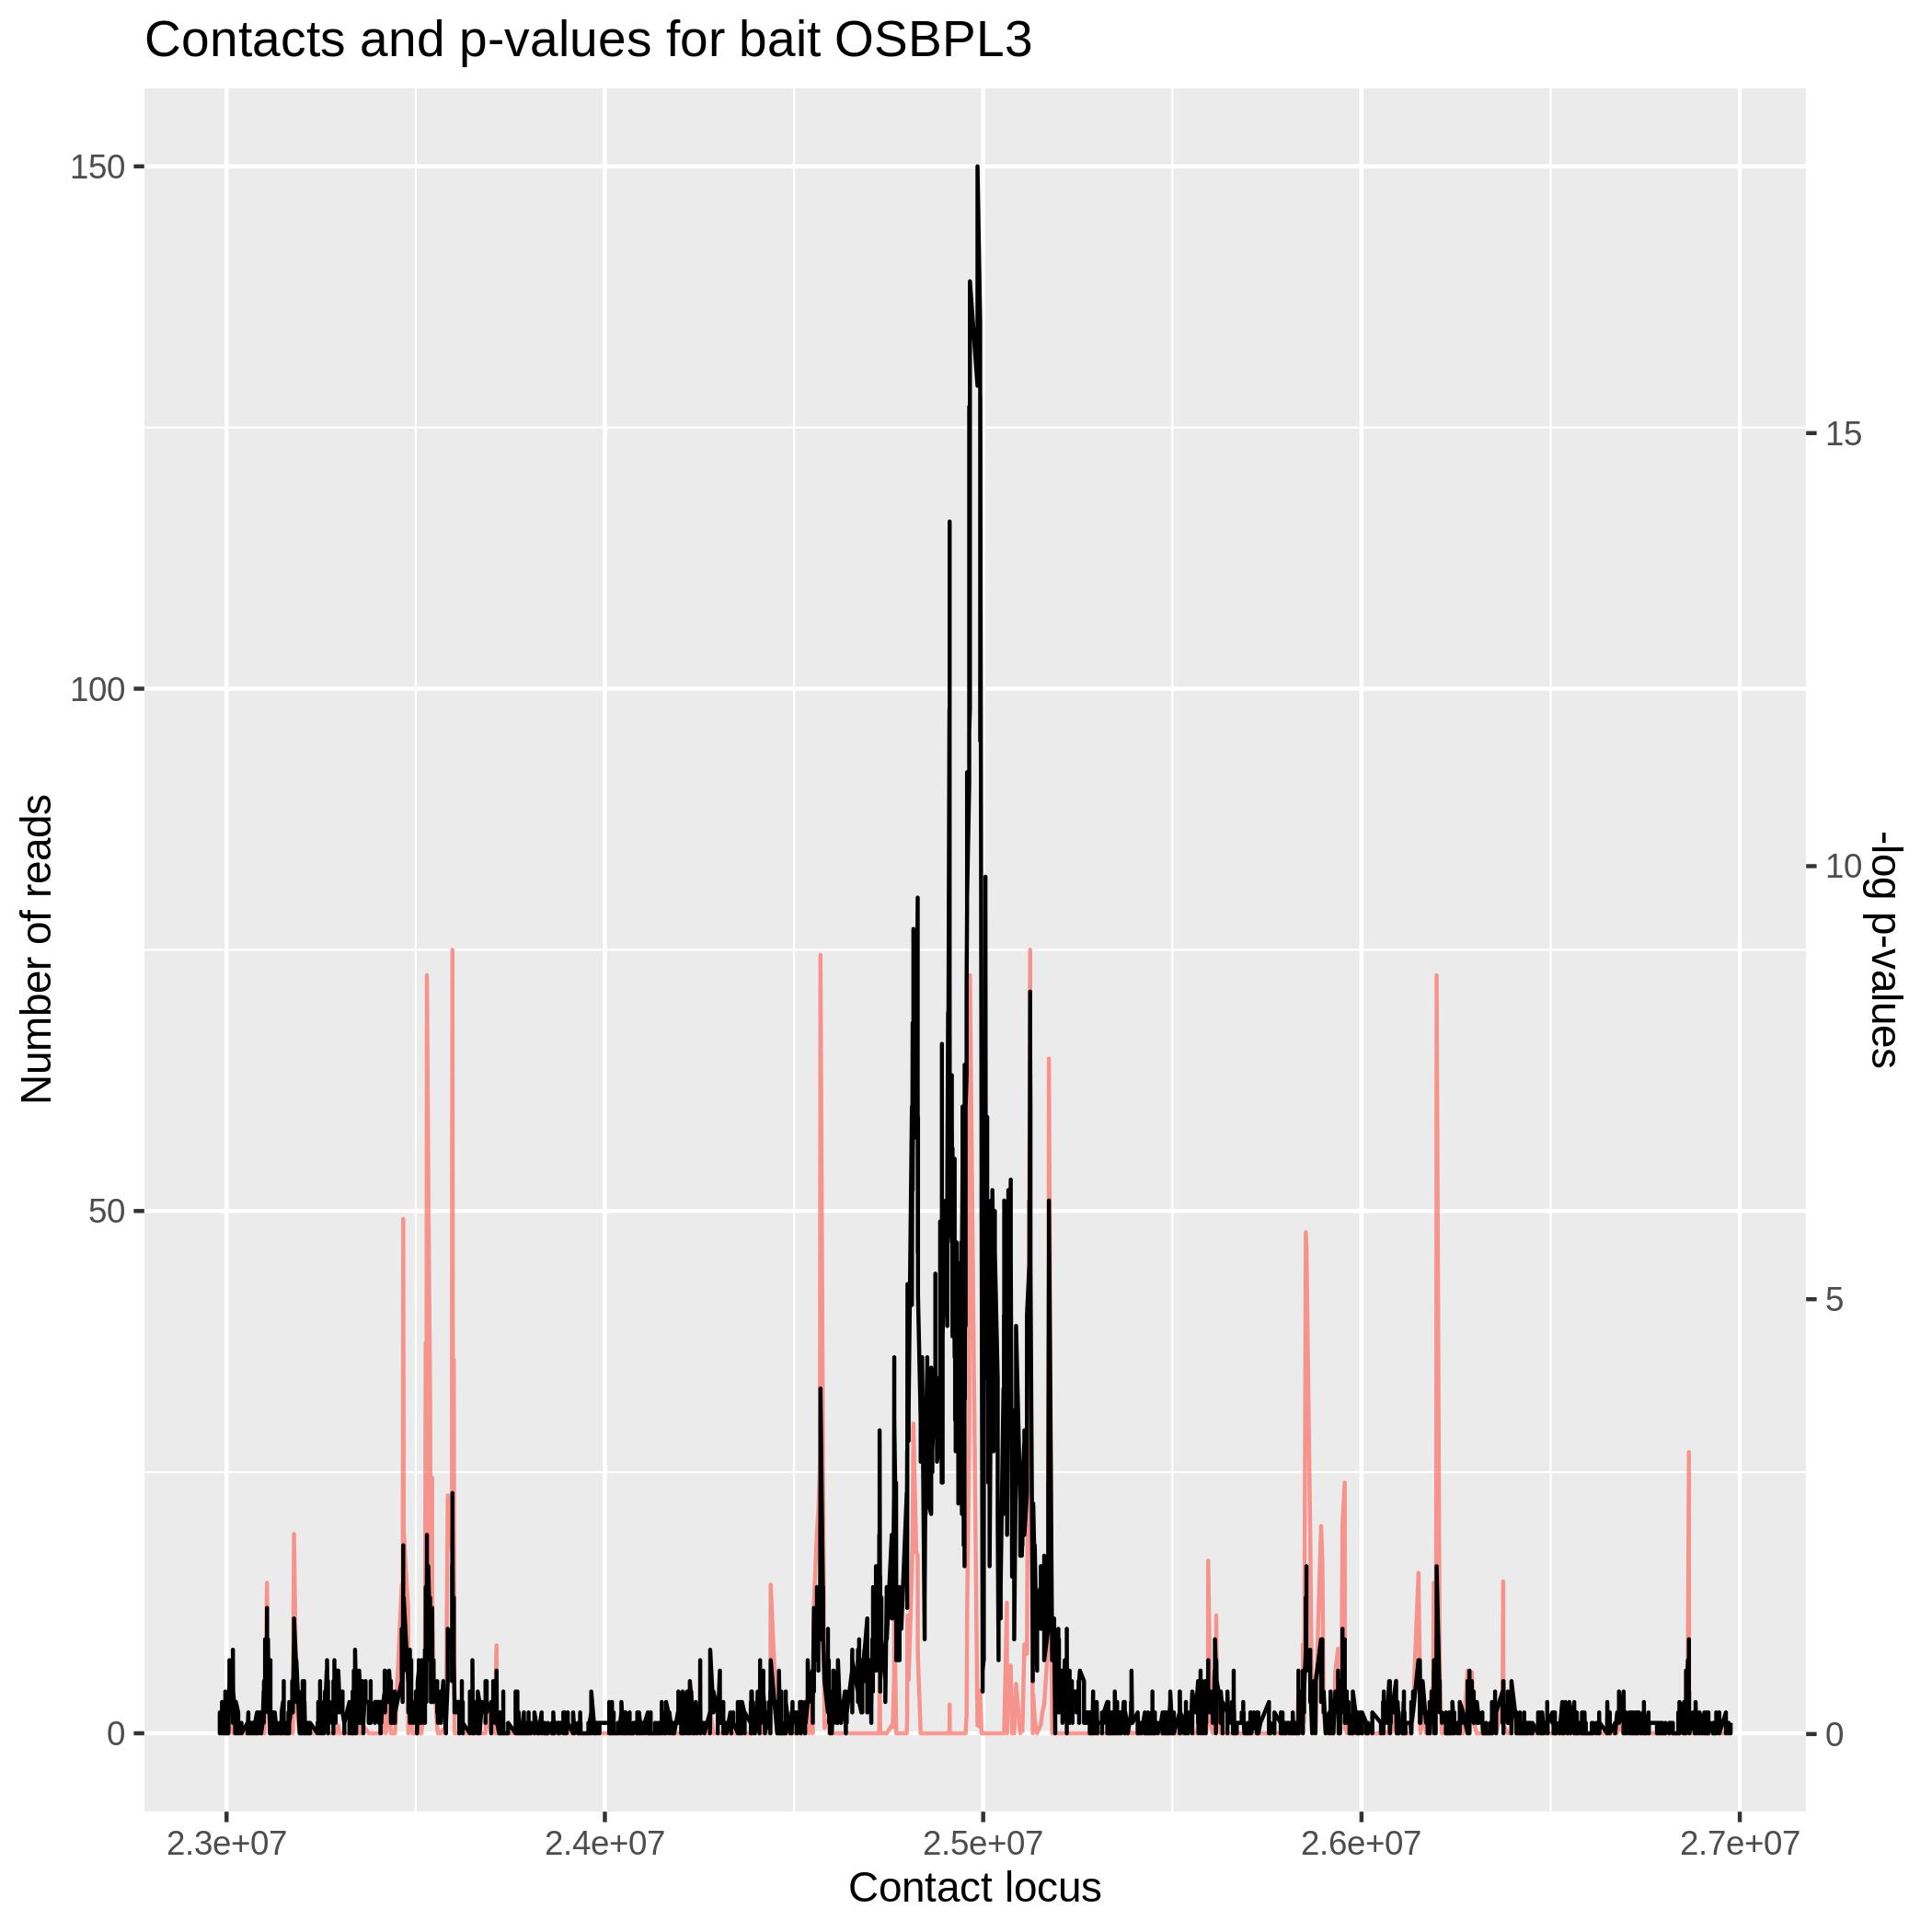 Contacts and p-values for bait OSBPL3
150
100
50
0
Number of reads
15
10
5
0
-log p-values
2.3e+07
2.4e+07
2.5e+07
2.6e+07
2.7e+07
Contact locus